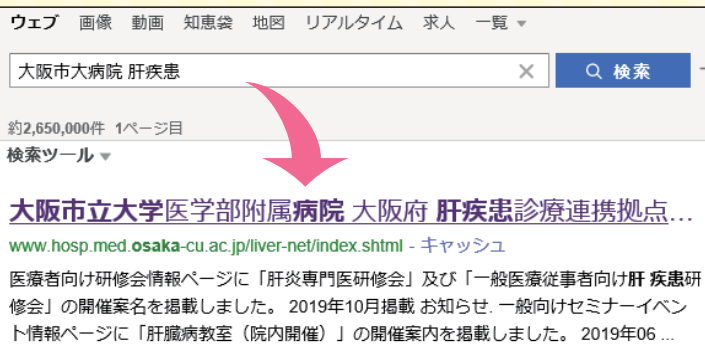 ウェブ 画像 動画 知恵袋 地図 リアルタイム 求人 一覧
大阪市大病院 肝疾患 検索
約2,650,000件 1ページ目
検索ツール
大阪市立大学医学部附属病院 大阪府 肝疾患診療連携拠点...
www.hosp.med.osaka-cu.ac.jp/liver-net/index.shtml - キャッシュ
医療者向け研修会情報ページに「肝炎専門医研修会」及び「一般医療従事者向け肝 疾患研
修会」の開催案名を掲載しました。 2019年10月掲載 お知らせ. 一般向けセミナーイベン
ト情報ページに「肝臓病教室（院内開催）」の開催案内を掲載しました。 2019年06 ...